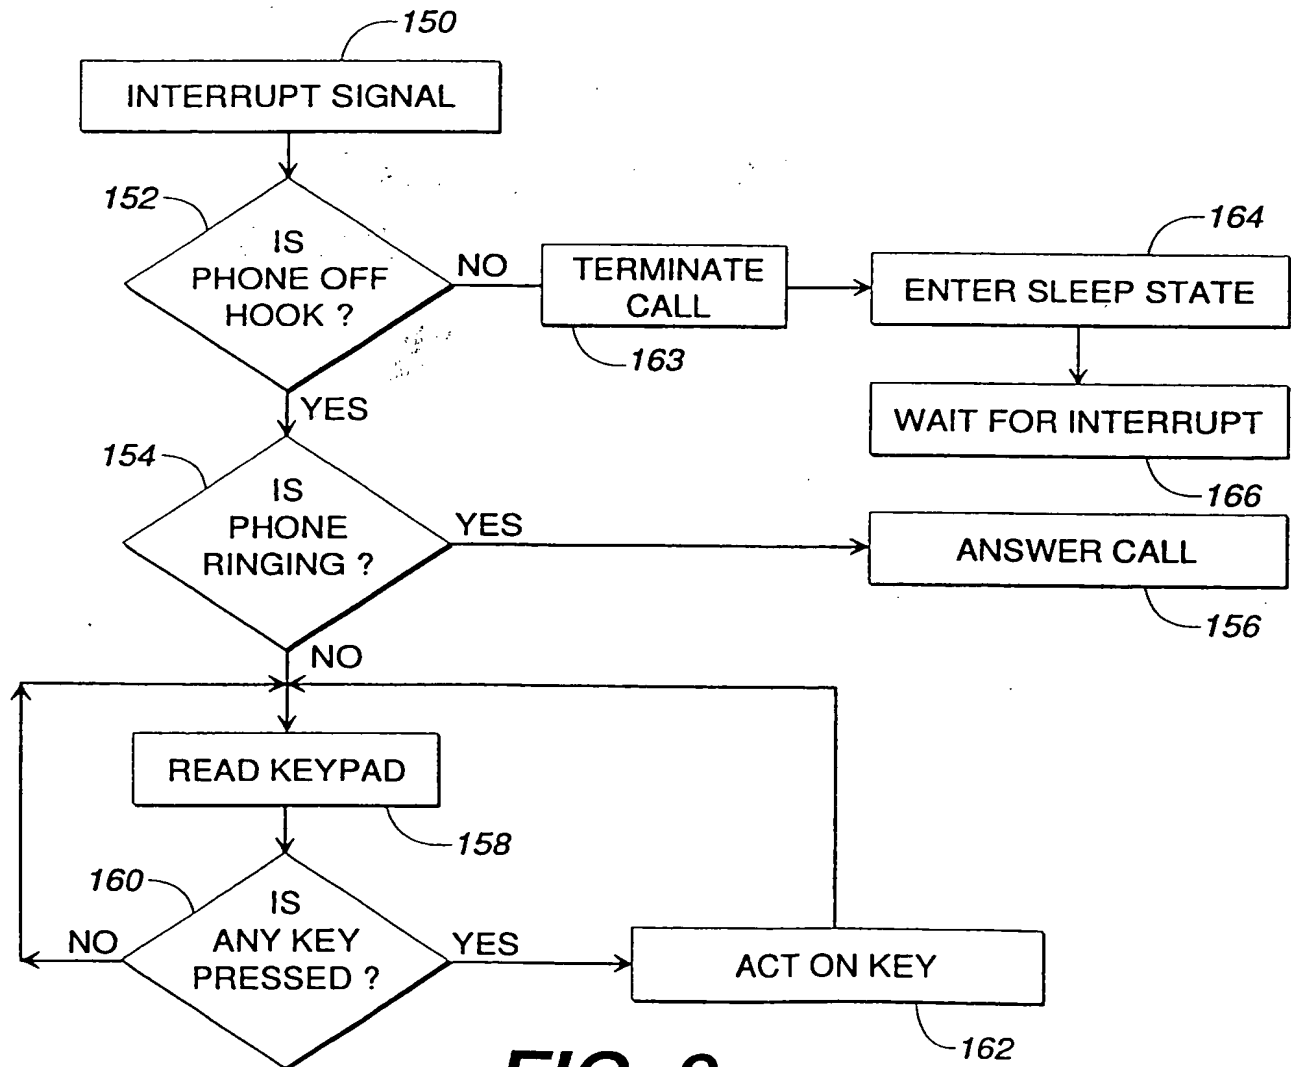 150
INTERRUPT SIGNAL
152
IS
PHONE OFF
HOOK ?
NO
TERMINATE
CALL
163
164
ENTER SLEEP STATE
YES
WAIT FOR INTERRUPT
166
154
IS
PHONE
RINGING ?
YES
ANSWER CALL
156
NO
READ KEYPAD
158
160
IS
ANY KEY
PRESSED ?
NO
YES
ACT ON KEY
162
FIG.